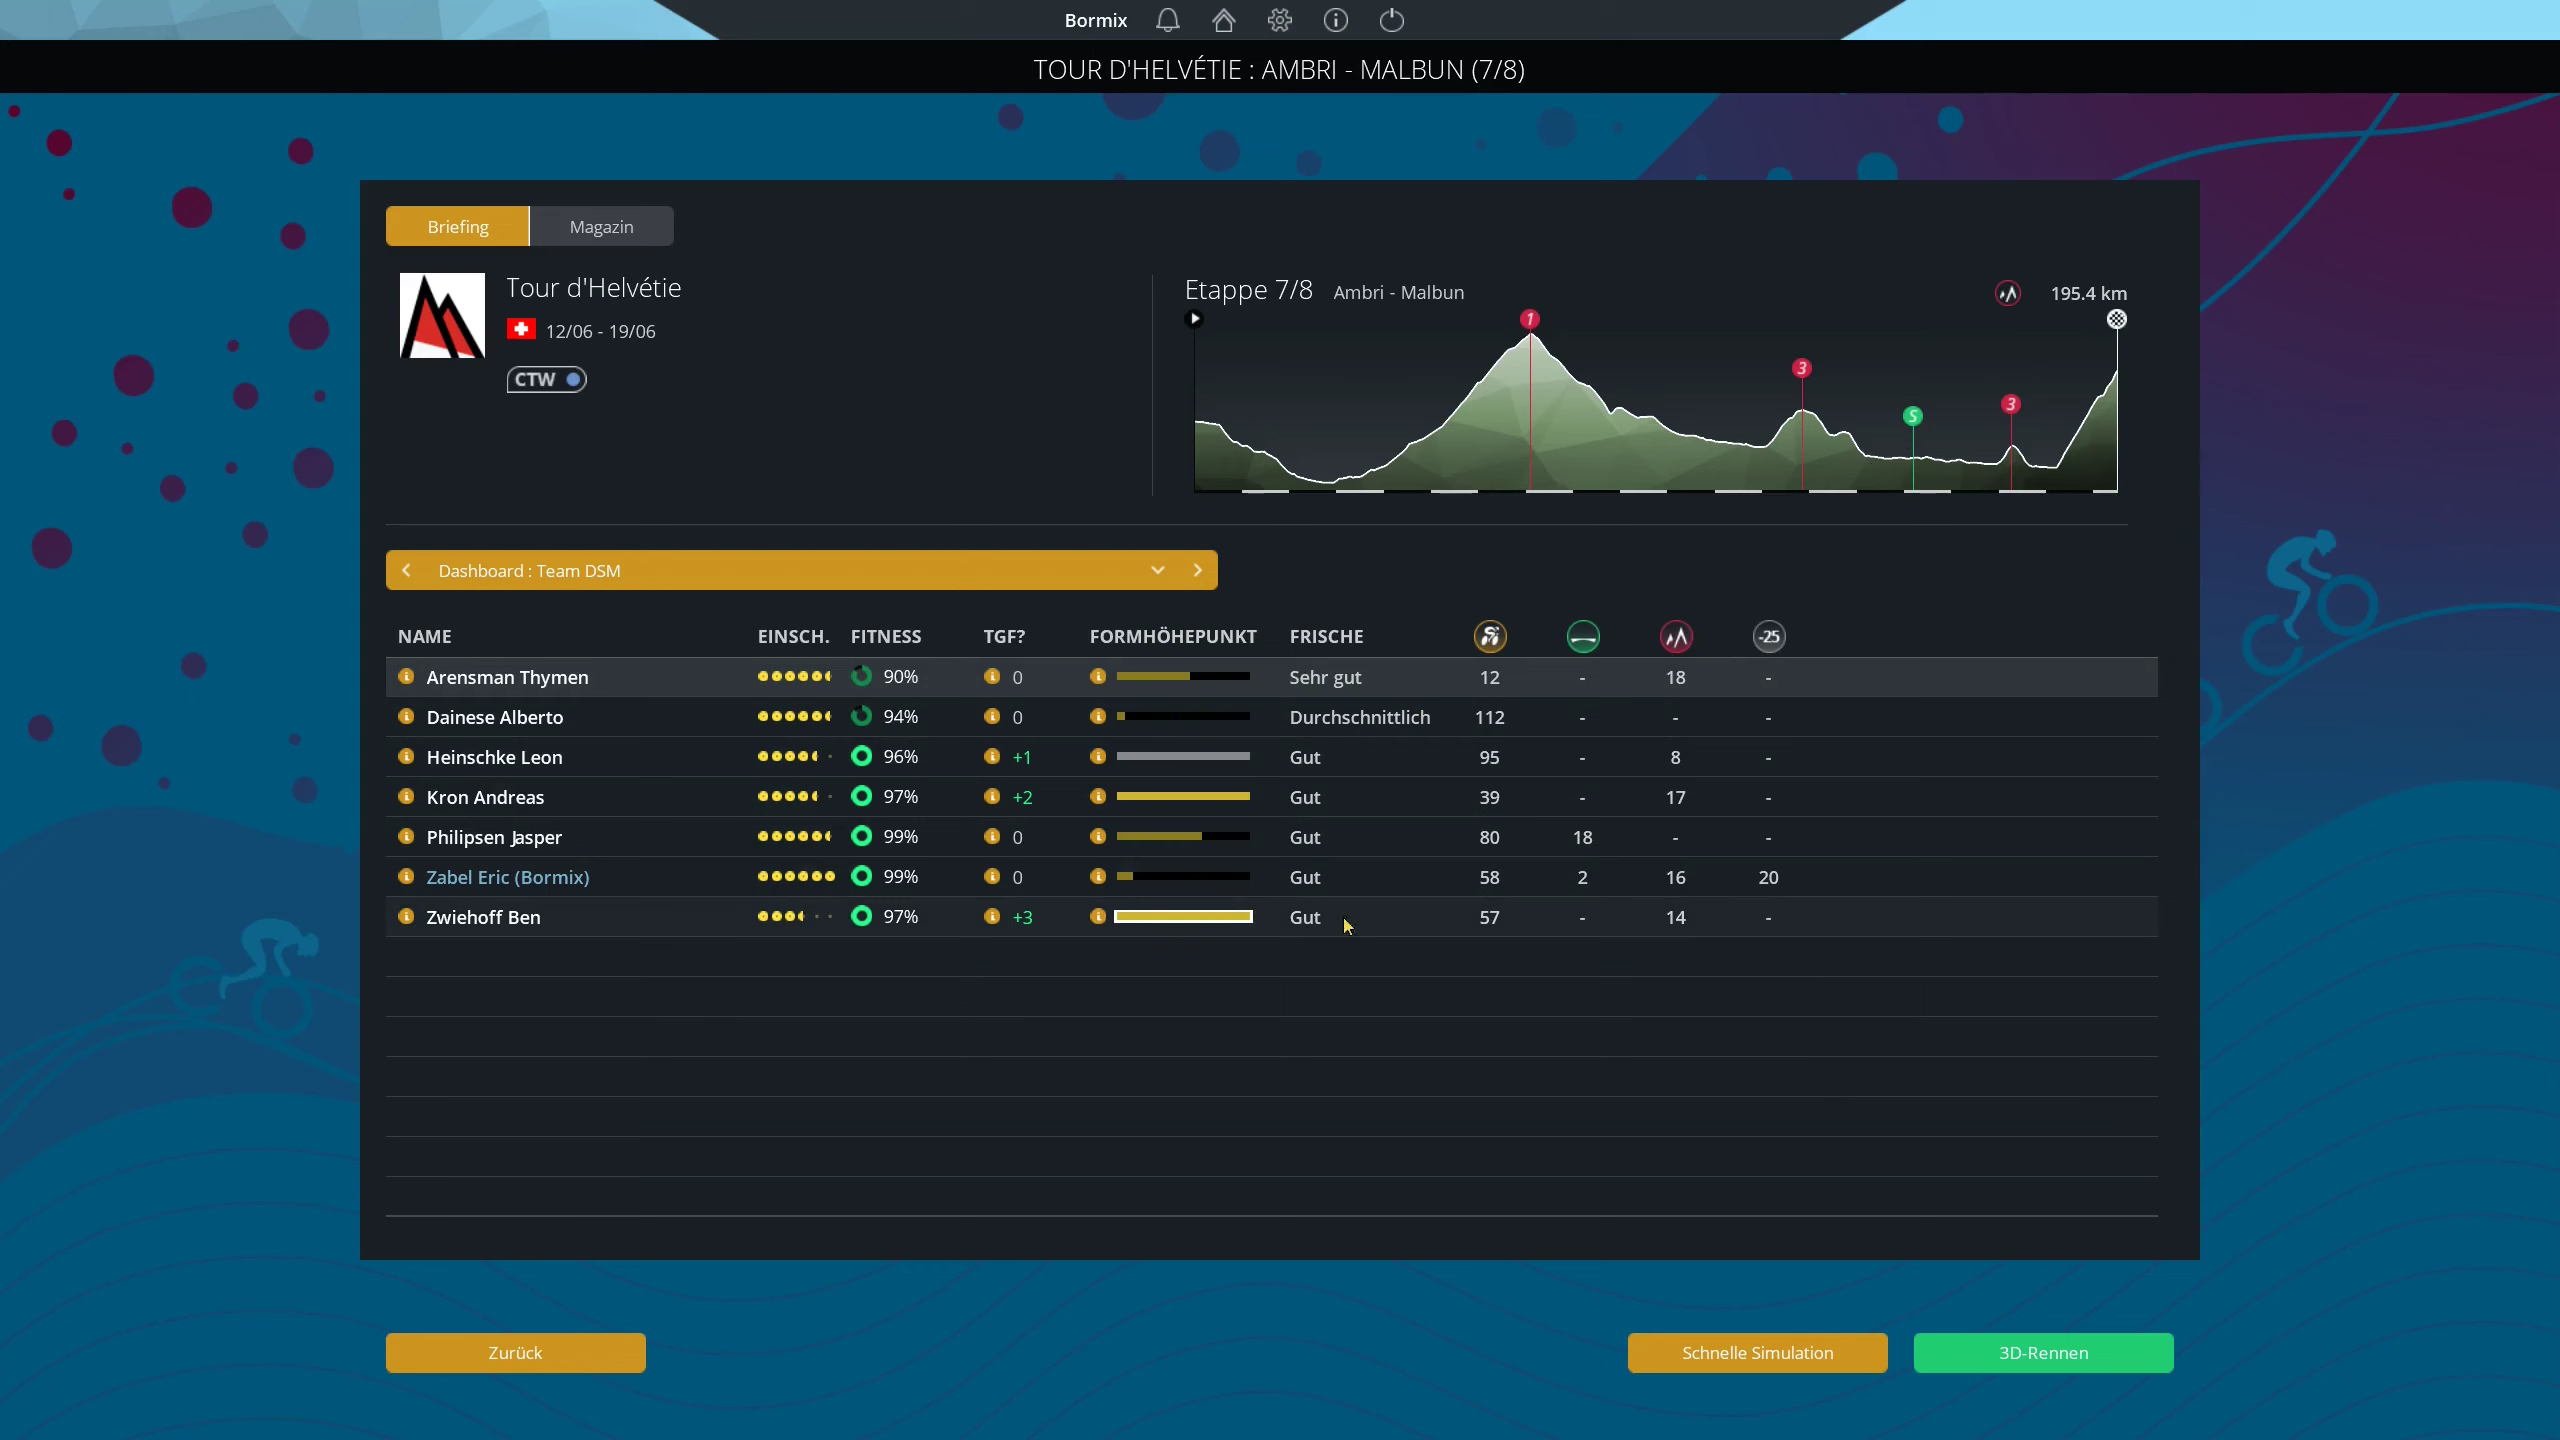 Bormix
TOUR D'HELVÉTIE : AMBRI - MALBUN (7/8)
Briefing Magazin
Tour d'Helvétie
12/06 - 19/06
CTW
Etappe 7/8 Ambri - Malbun 195.4 km
1
3
S
3
Dashboard : Team DSM
NAME EINSCH. FITNESS TGF? FORMHÖHEPUNKT FRISCHE -25
Arensman Thymen 90% 0 Sehr gut 12 - 18 -
Dainese Alberto 94% 0 Durchschnittlich 112 - - -
Heinschke Leon 96% +1 Gut 95 - 8 -
Kron Andreas 97% +2 Gut 39 - 17 -
Philipsen Jasper 99% 0 Gut 80 18 - -
Zabel Eric (Bormix) 99% 0 Gut 58 2 16 20
Zwiehoff Ben 97% +3 Gut 57 - 14 -
Zurück Schnelle Simulation 3D-Rennen